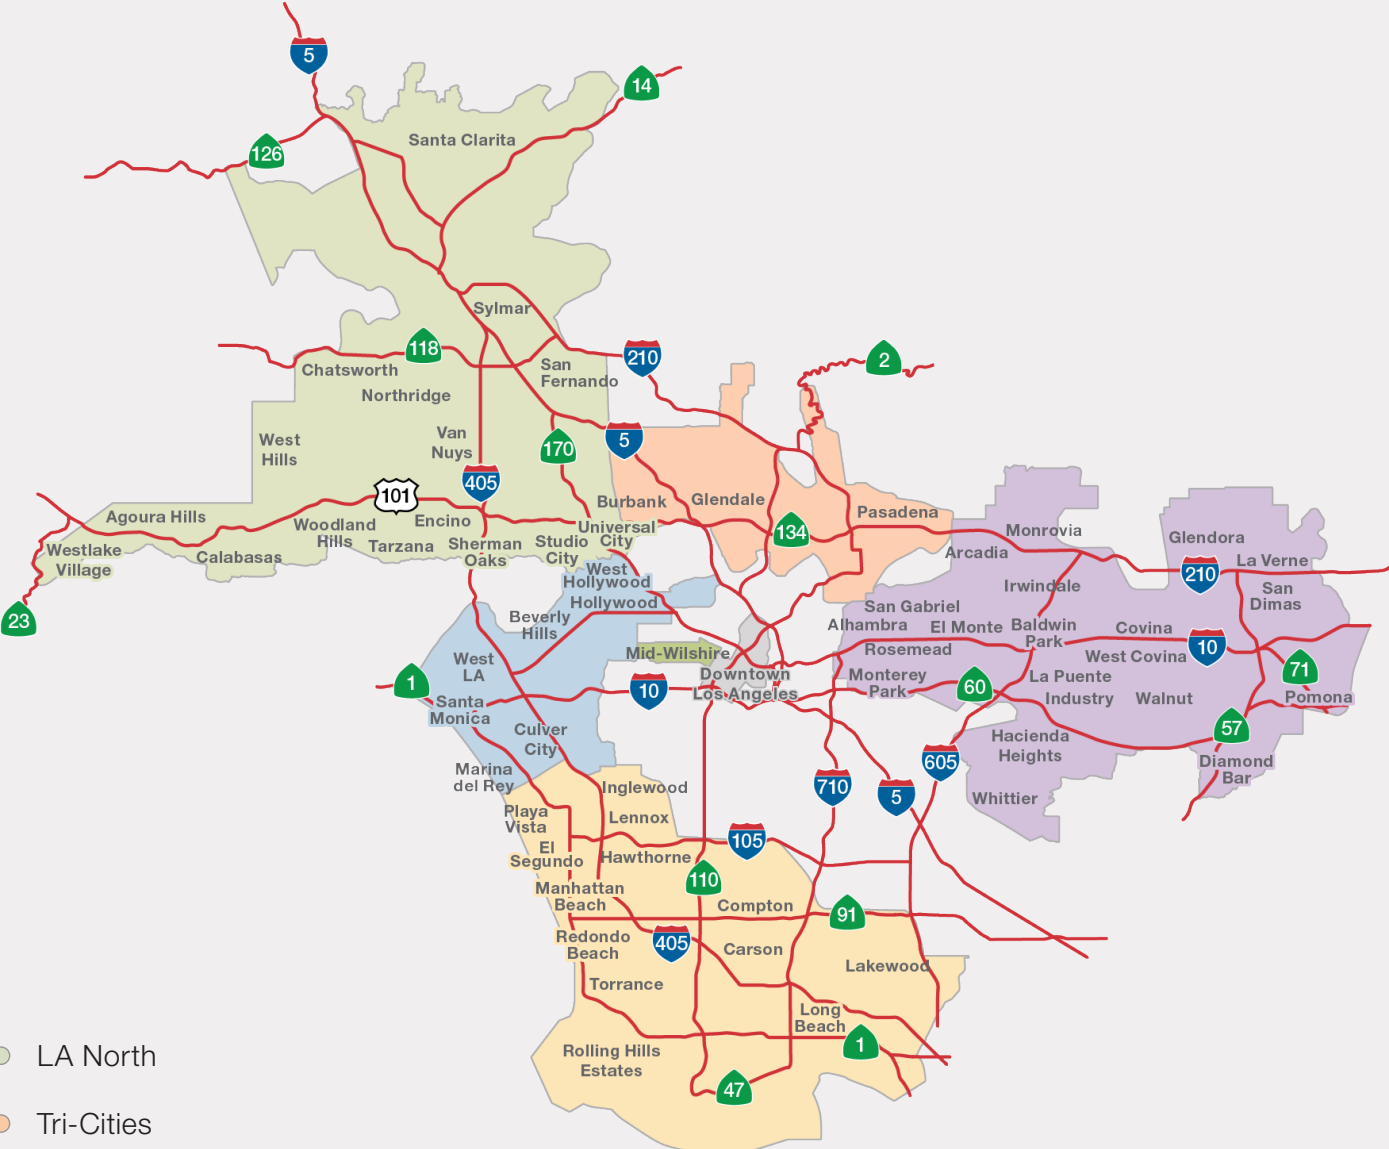 5
14
126
Santa Clarita
Sylmar
118
210
2
Chatsworth
San
Fernando
Northridge
West
Hills
Van
Nuys
170
5
405
101
Burbank
Glendale
Pasadena
134
Agoura Hills
Woodland
Hills
Encino
Tarzana
Sherman
Oaks
Studio
City
Universal
City
Westlake
Village
Calabasas
23
West
Hollywood
Hollywood
Beverly
Hills
Mid-Wilshire
Downtown
Los Angeles
West
LA
1
Santa
Monica
10
Culver
City
Marina
del Rey
Monrovia
Arcadia
Glendora
La Verne
210
San
Dimas
Irwindale
San Gabriel
Alhambra
El Monte
Baldwin
Park
Covina
Rosemead
West Covina
10
71
Monterey
Park
60
La Puente
Industry
Walnut
Pomona
57
Hacienda
Heights
Diamond
Bar
605
Whittier
710
5
Inglewood
Playa
Vista
Lennox
105
El
Segundo
Hawthorne
110
Manhattan
Beach
Compton
91
Redondo
Beach
405
Carson
Lakewood
Torrance
Long
Beach
1
Rolling Hills
Estates
47
LA North
Tri-Cities